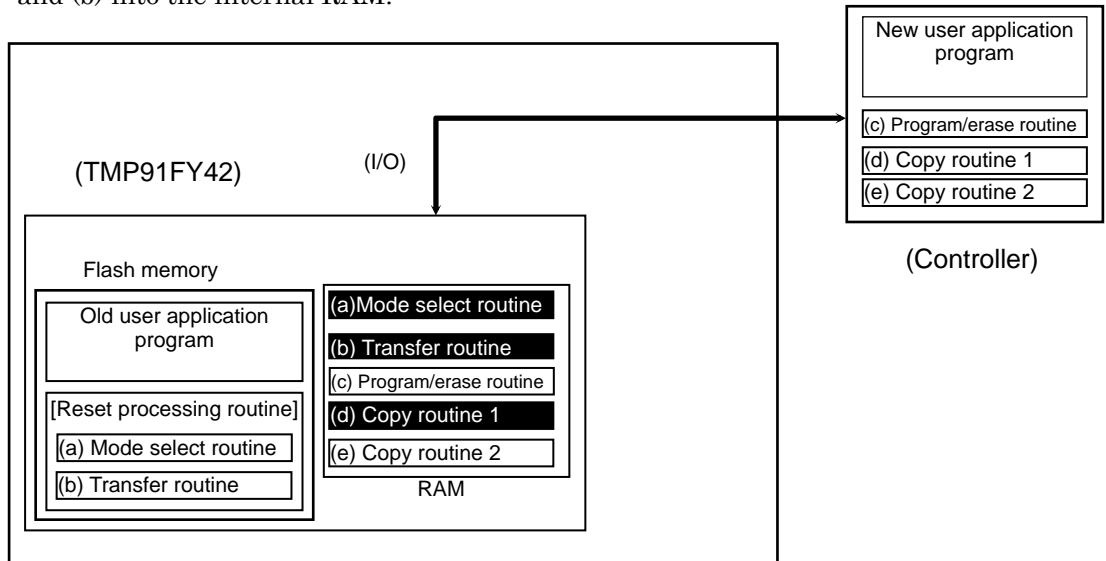 and (b) into the internal RAM.
New user application
program
(c) Program/erase routine
(d) Copy routine 1
(e) Copy routine 2
(Controller)
(I/O)
(TMP91FY42)
Flash memory
Old user application
program
[Reset processing routine]
(a) Mode select routine
(b) Transfer routine
(a)Mode select routine
(b) Transfer routine
(c) Program/erase routine
(d) Copy routine 1
(e) Copy routine 2
RAM